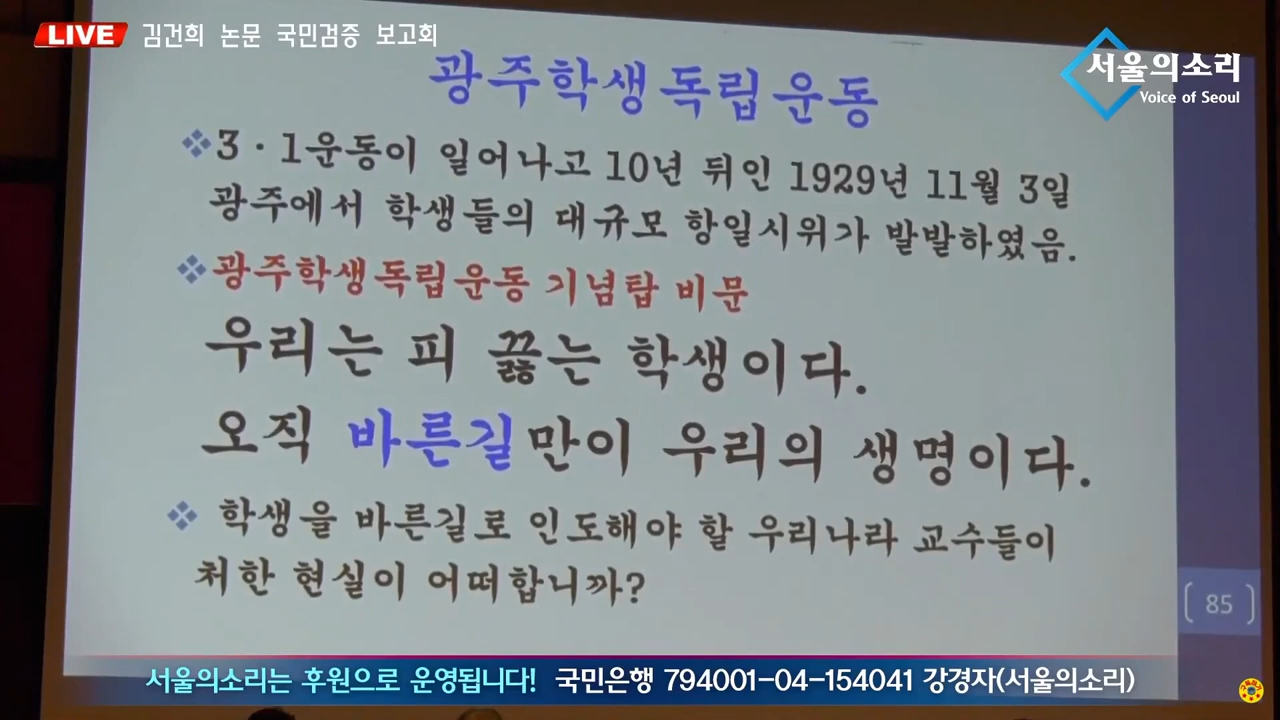 LIVE 김건희 논문 국민검증 보고회
서울의소리
Voice of Seoul
광주학생독립운동
❖3·1운동이 일어나고 10년 뒤인 1929년 11월 3일
광주에서 학생들의 대규모 항일시위가 발발하였음.
❖광주학생독립운동 기념탑 비문
우리는 피 끓는 학생이다.
오직 바른길만이 우리의 생명이다.
❖ 학생을 바른길로 인도해야 할 우리나라 교수들이
처한 현실이 어떠합니까?
85
서울의소리는 후원으로 운영됩니다! 국민은행 794001-04-154041 강경자(서울의소리)